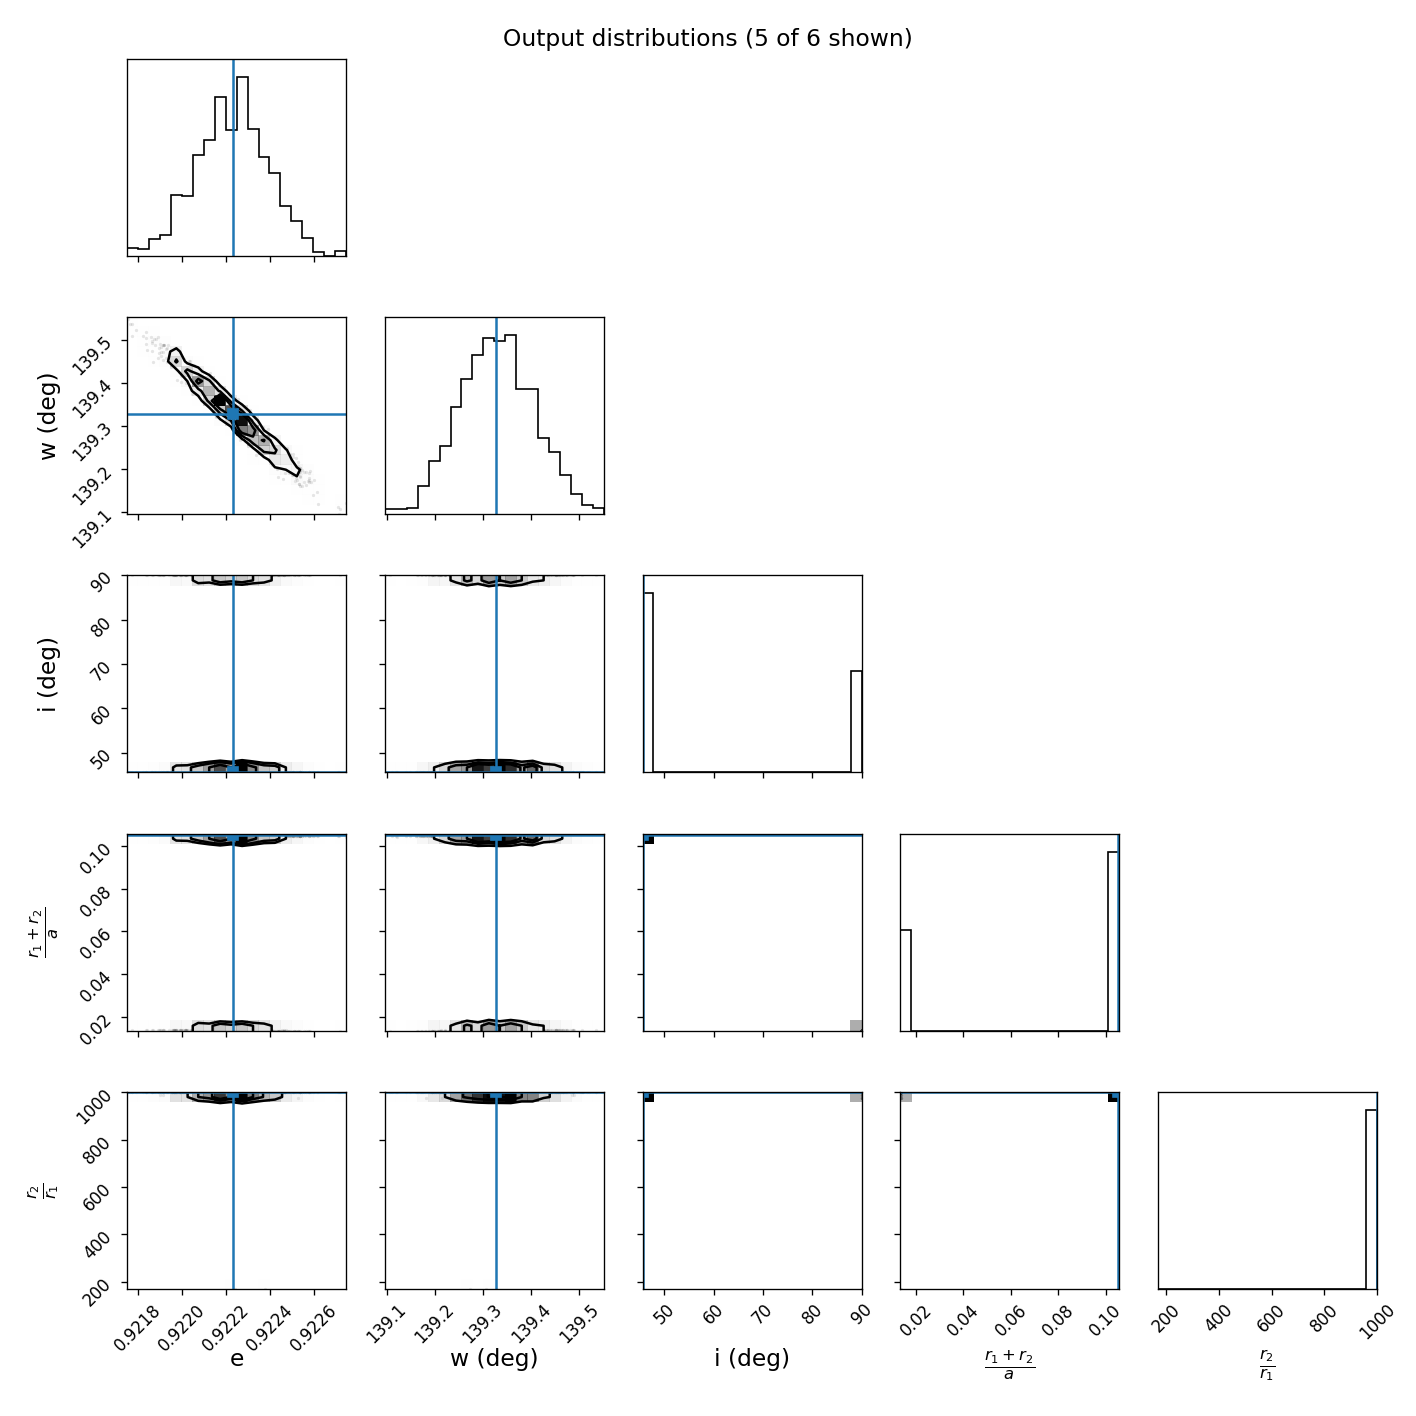 Output distributions (5 of 6 shown)
w (deg)
139.5
139.4
139.3
139.2
139.1
i (deg)
90
80
70
60
50
r₁ + r₂
a
0.10
0.08
0.06
0.04
0.02
r₂
r₁
1000
800
600
400
200
0.9218 0.9220 0.9222 0.9224 0.9226
e
139.1 139.2 139.3 139.4 139.5
w (deg)
50 60 70 80 90
i (deg)
0.02 0.04 0.06 0.08 0.10
r₁ + r₂
a
200 400 600 800 1000
r₂
r₁